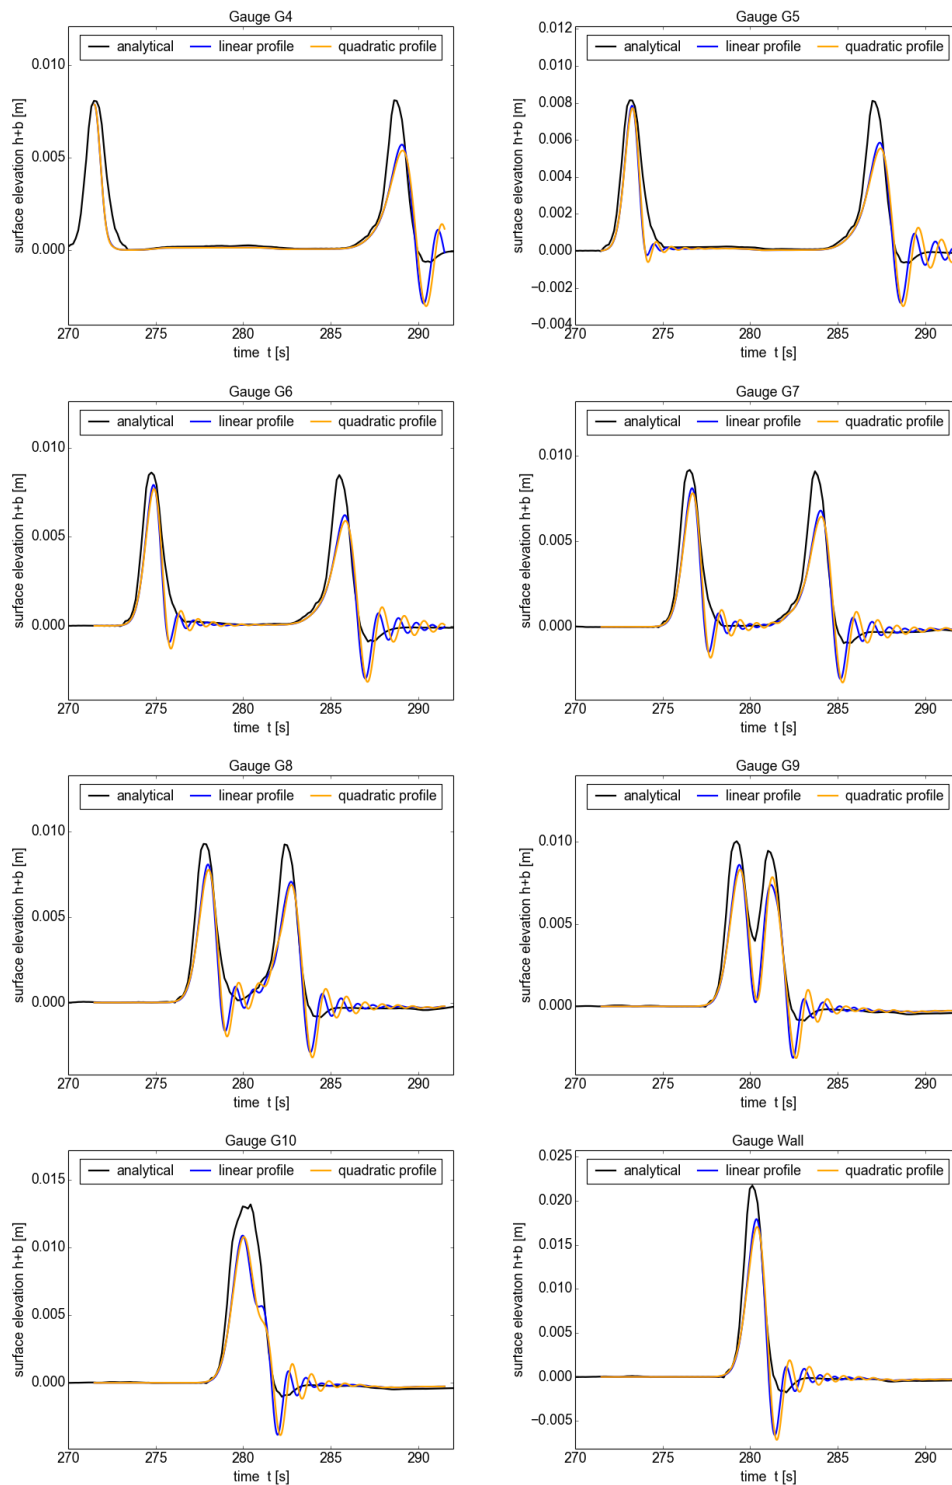 Gauge G4
analytical linear profile quadratic profile
0.010
0.005
0.000
surface elevation h+b [m]
270 275 280 285 290
time t [s]
Gauge G5
analytical linear profile quadratic profile
0.012
0.010
0.008
0.006
0.004
0.002
0.000
−0.002
−0.004
surface elevation h+b [m]
270 275 280 285 290
time t [s]
Gauge G6
analytical linear profile quadratic profile
0.010
0.005
0.000
surface elevation h+b [m]
270 275 280 285 290
time t [s]
Gauge G7
analytical linear profile quadratic profile
0.010
0.005
0.000
surface elevation h+b [m]
270 275 280 285 290
time t [s]
Gauge G8
analytical linear profile quadratic profile
0.010
0.005
0.000
surface elevation h+b [m]
270 275 280 285 290
time t [s]
Gauge G9
analytical linear profile quadratic profile
0.010
0.005
0.000
surface elevation h+b [m]
270 275 280 285 290
time t [s]
Gauge G10
analytical linear profile quadratic profile
0.015
0.010
0.005
0.000
surface elevation h+b [m]
270 275 280 285 290
time t [s]
Gauge Wall
analytical linear profile quadratic profile
0.025
0.020
0.015
0.010
0.005
0.000
−0.005
surface elevation h+b [m]
270 275 280 285 290
time t [s]